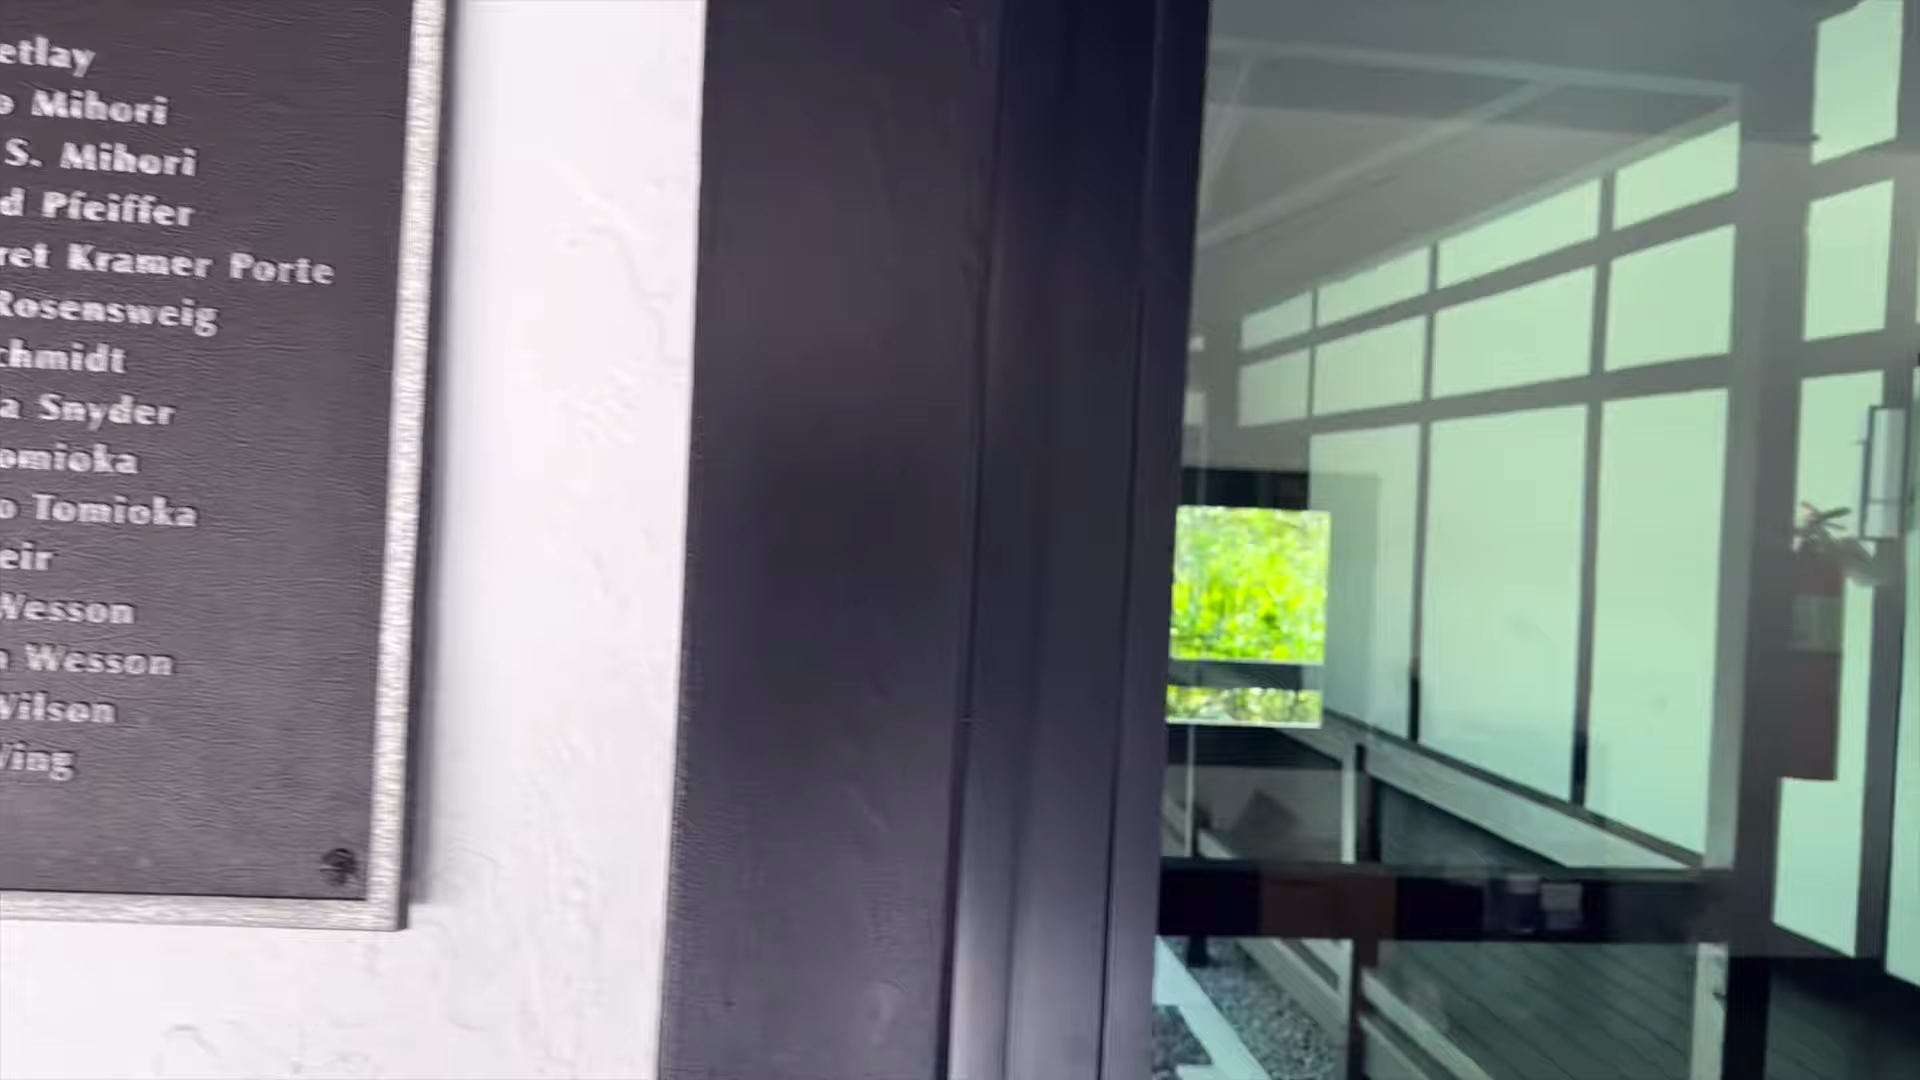 etlay
o Mihori
S. Mihori
d Pfeiffer
ret Kramer Porte
Rosensweig
chmidt
a Snyder
omioka
o Tomioka
eir
Wesson
n Wesson
Wilson
Wing